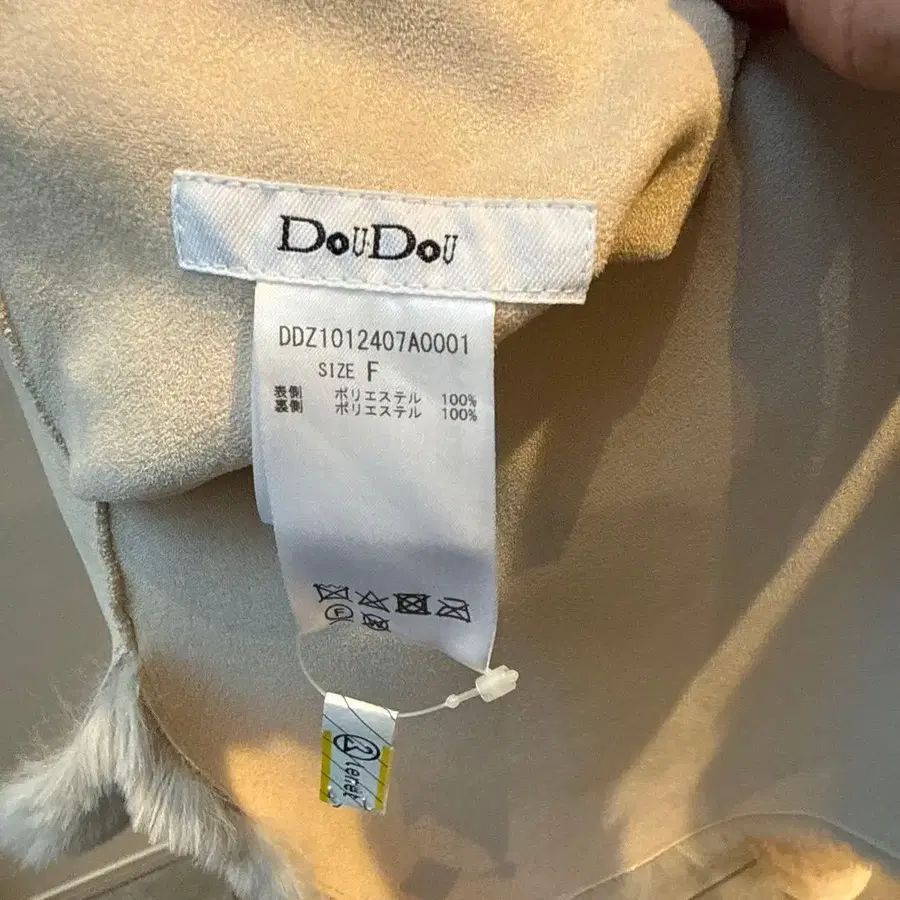 DouDou
DDZ1012407A0001
SIZE F
表側 ポリエステル 100%
裏側 ポリエステル 100%
F
W